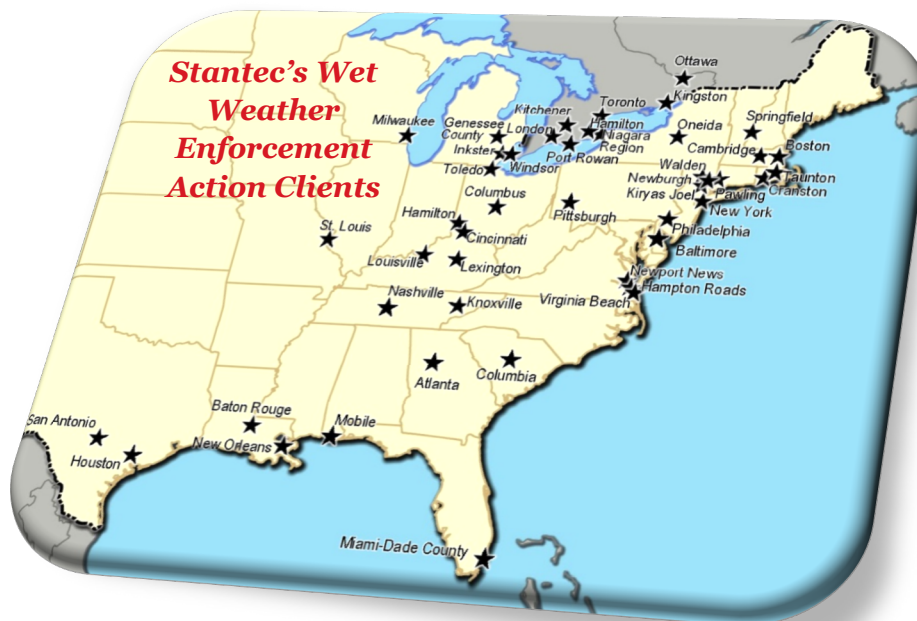 Stantec's Wet
Weather
Enforcement
Action Clients
Ottawa
Kingston
Toronto
Kitchener
Hamilton
Niagara
Region
London
Port Rowan
Windsor
Milwaukee
Genessee
County
Inkster
Toledo
Oneida
Springfield
Cambridge
Boston
Walden
Newburgh
Kiryas Joel
Pawling
Taunton
Cranston
New York
Columbus
Pittsburgh
Philadelphia
Baltimore
Hamilton
Cincinnati
St. Louis
Louisville
Lexington
Newport News
Hampton Roads
Virginia Beach
Nashville
Knoxville
Atlanta
Columbia
San Antonio
Houston
Baton Rouge
New Orleans
Mobile
Miami-Dade County